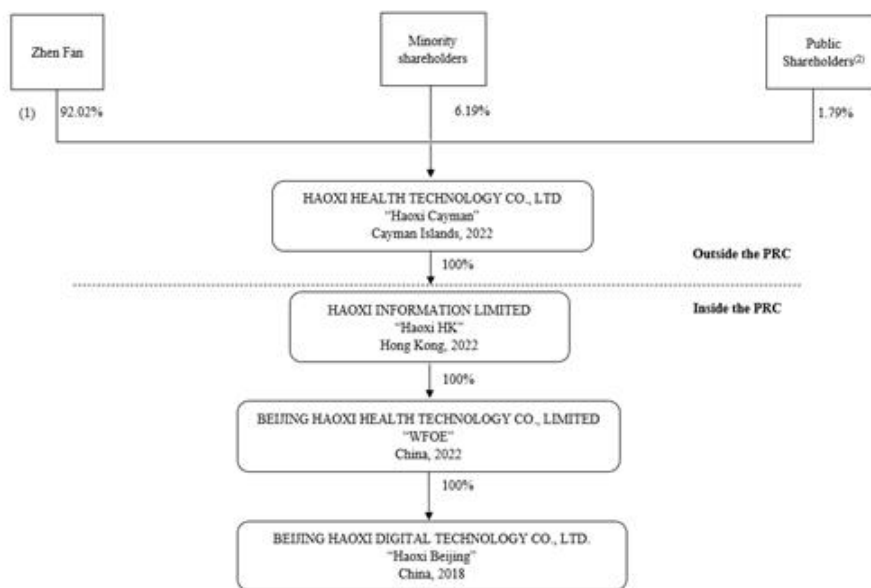 Zhen Fan
Minority
shareholders
Public
Shareholders(2)
(1) 92.02%
6.19%
1.79%
HAOXI HEALTH TECHNOLOGY CO., LTD
“Haoxi Cayman”
Cayman Islands, 2022
Outside the PRC
100%
Inside the PRC
HAOXI INFORMATION LIMITED
“Haoxi HK”
Hong Kong, 2022
100%
BEIJING HAOXI HEALTH TECHNOLOGY CO., LIMITED
“WFOE”
China, 2022
100%
BEIJING HAOXI DIGITAL TECHNOLOGY CO., LTD.
“Haoxi Beijing”
China, 2018